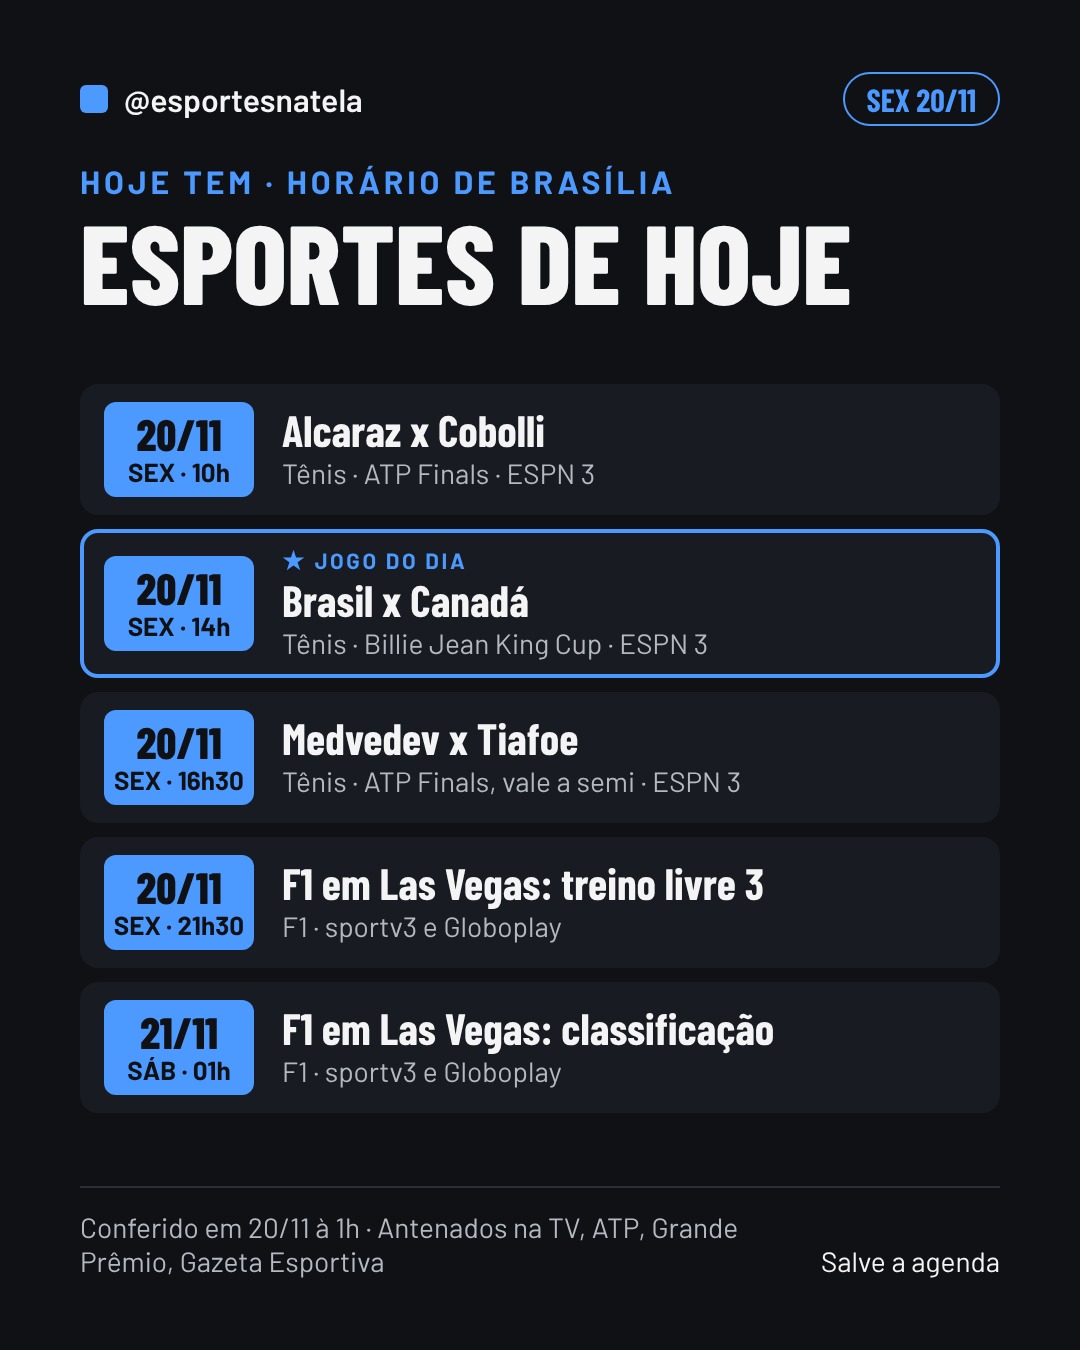 @esportesnatela
SEX 20/11
HOJE TEM · HORÁRIO DE BRASÍLIA
ESPORTES DE HOJE
20/11
SEX · 10h
Alcaraz x Cobolli
Tênis · ATP Finals · ESPN 3
20/11
SEX · 14h
★ JOGO DO DIA
Brasil x Canadá
Tênis · Billie Jean King Cup · ESPN 3
20/11
SEX · 16h30
Medvedev x Tiafoe
Tênis · ATP Finals, vale a semi · ESPN 3
20/11
SEX · 21h30
F1 em Las Vegas: treino livre 3
F1 · sportv3 e Globoplay
21/11
SÁB · 01h
F1 em Las Vegas: classificação
F1 · sportv3 e Globoplay
Conferido em 20/11 à 1h · Antenados na TV, ATP, Grande
Prêmio, Gazeta Esportiva
Salve a agenda